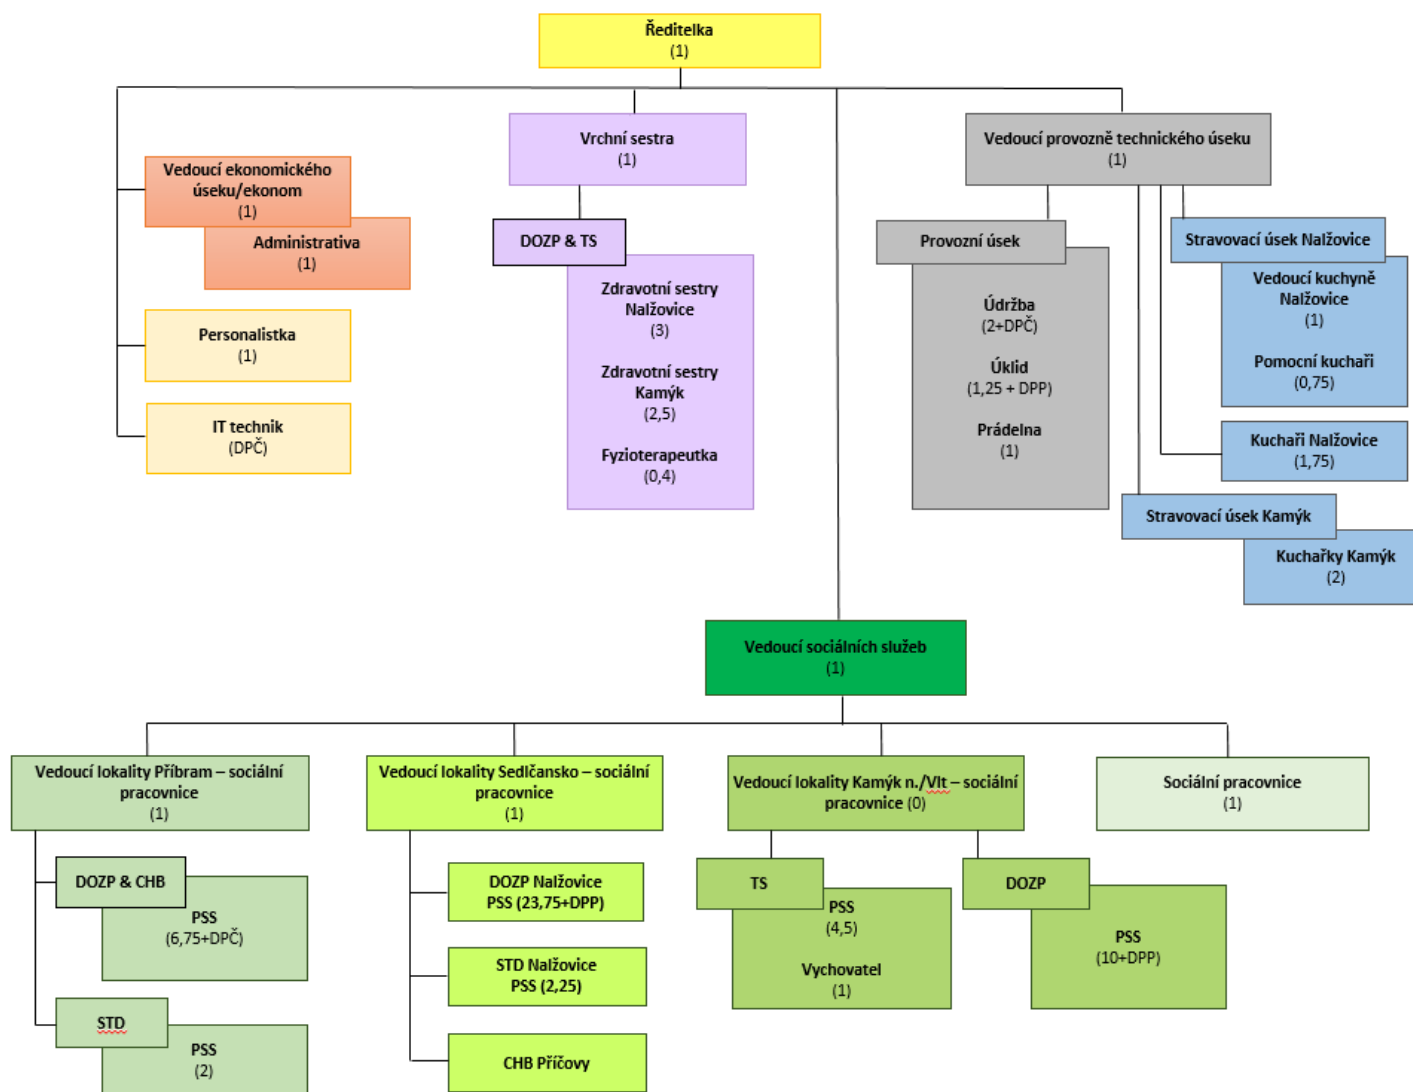 Ředitelka
(1)
Vrchní sestra
(1)
Vedoucí provozně technického úseku
(1)
Vedoucí ekonomického
úseku/ekonom
(1)
Administrativa
(1)
Personalistka
(1)
IT technik
(DPČ)
DOZP & TS
Zdravotní sestry
Nalžovice
(3)
Zdravotní sestry
Kamýk
(2,5)
Fyzioterapeutka
(0,4)
Provozní úsek
Údržba
(2+DPČ)
Úklid
(1,25 + DPP)
Prádelna
(1)
Stravovací úsek Nalžovice
Vedoucí kuchyně
Nalžovice
(1)
Pomocní kuchaři
(0,75)
Kuchaři Nalžovice
(1,75)
Stravovací úsek Kamýk
Kuchařky Kamýk
(2)
Vedoucí sociálních služeb
(1)
Vedoucí lokality Příbram – sociální
pracovnice
(1)
DOZP & CHB
PSS
(6,75+DPČ)
STD
PSS
(2)
Vedoucí lokality Sedlčansko – sociální
pracovnice
(1)
DOZP Nalžovice
PSS (23,75+DPP)
STD Nalžovice
PSS (2,25)
CHB Příčovy
Vedoucí lokality Kamýk n./Vlt – sociální
pracovnice (0)
TS
PSS
(4,5)
Vychovatel
(1)
DOZP
PSS
(10+DPP)
Sociální pracovnice
(1)